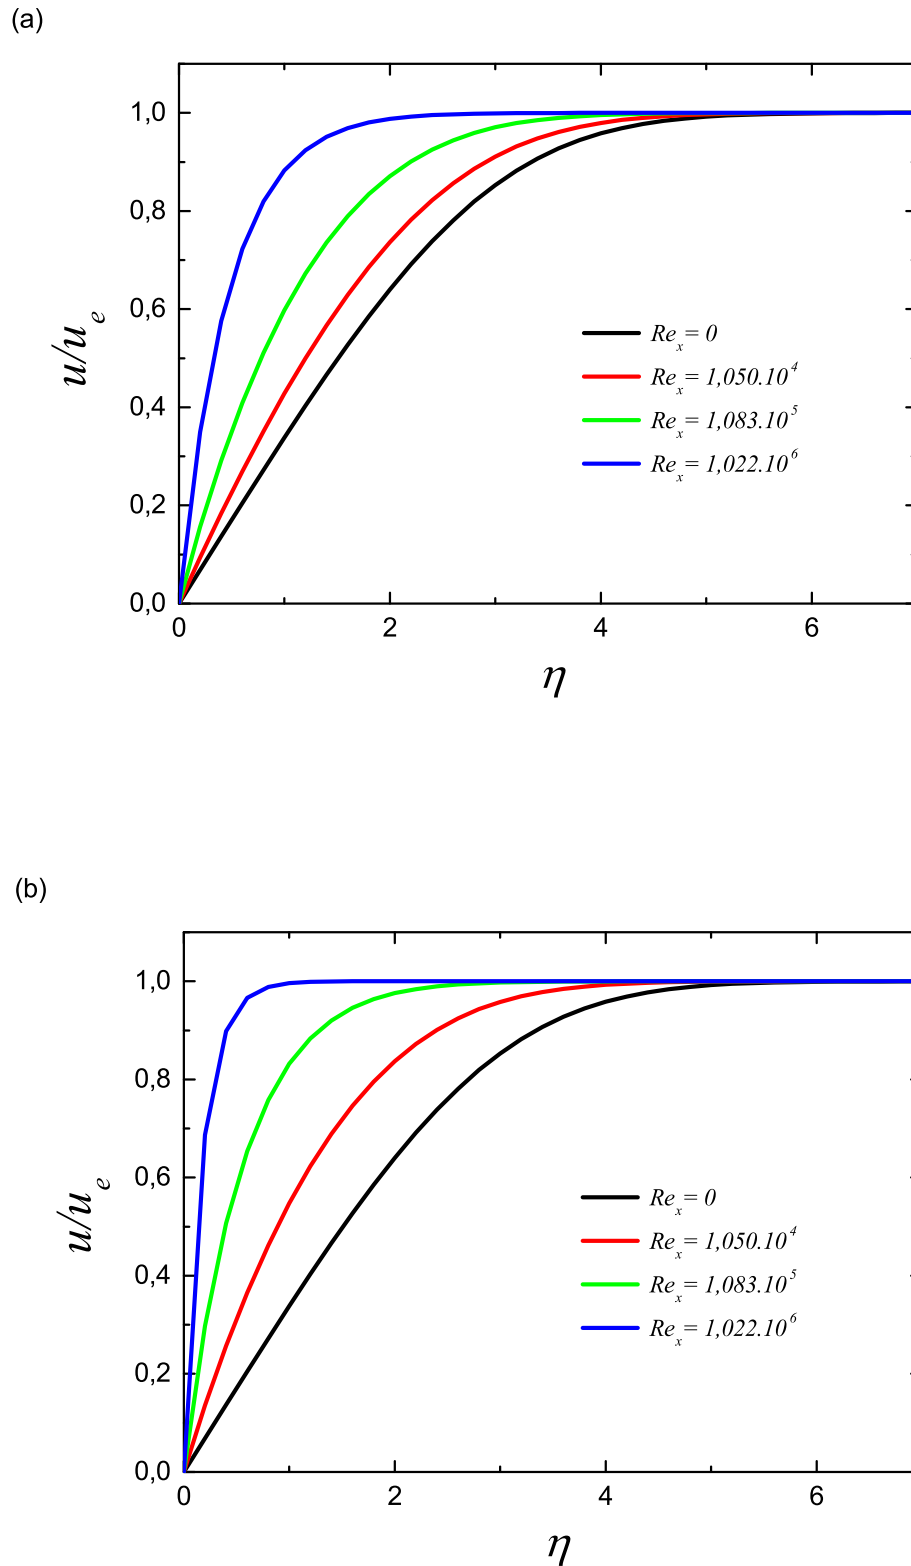 (a)
1,0
0,8
0,6
0,4
0,2
0,0
u/u_e
Re_x= 0
Re_x= 1,050.10^4
Re_x= 1,083.10^5
Re_x= 1,022.10^6
0 2 4 6
η
(b)
1,0
0,8
0,6
0,4
0,2
0,0
u/u_e
Re_x= 0
Re_x= 1,050.10^4
Re_x= 1,083.10^5
Re_x= 1,022.10^6
0 2 4 6
η